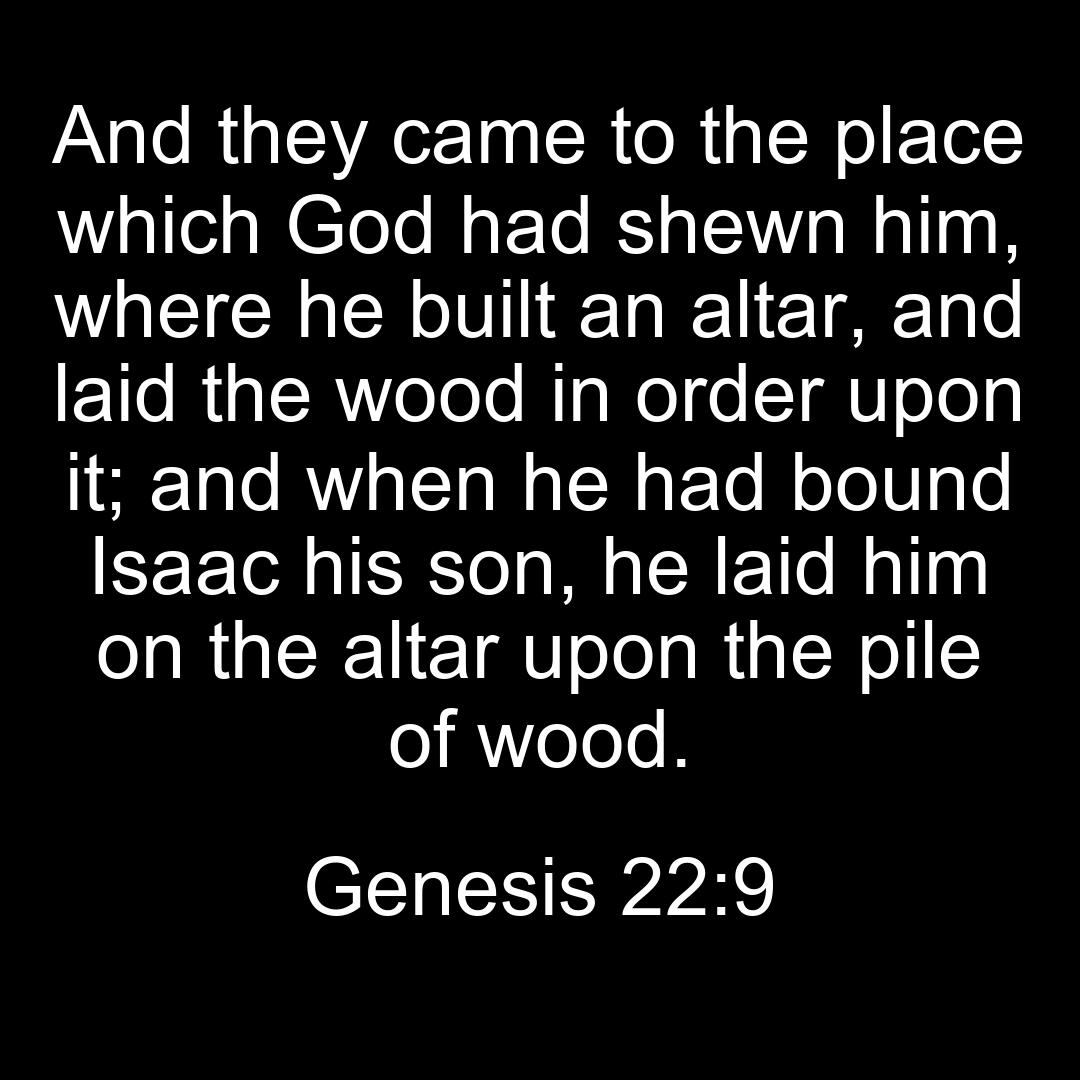 And they came to the place
which God had shewn him,
where he built an altar, and
laid the wood in order upon
it; and when he had bound
Isaac his son, he laid him
on the altar upon the pile
of wood.
Genesis 22:9